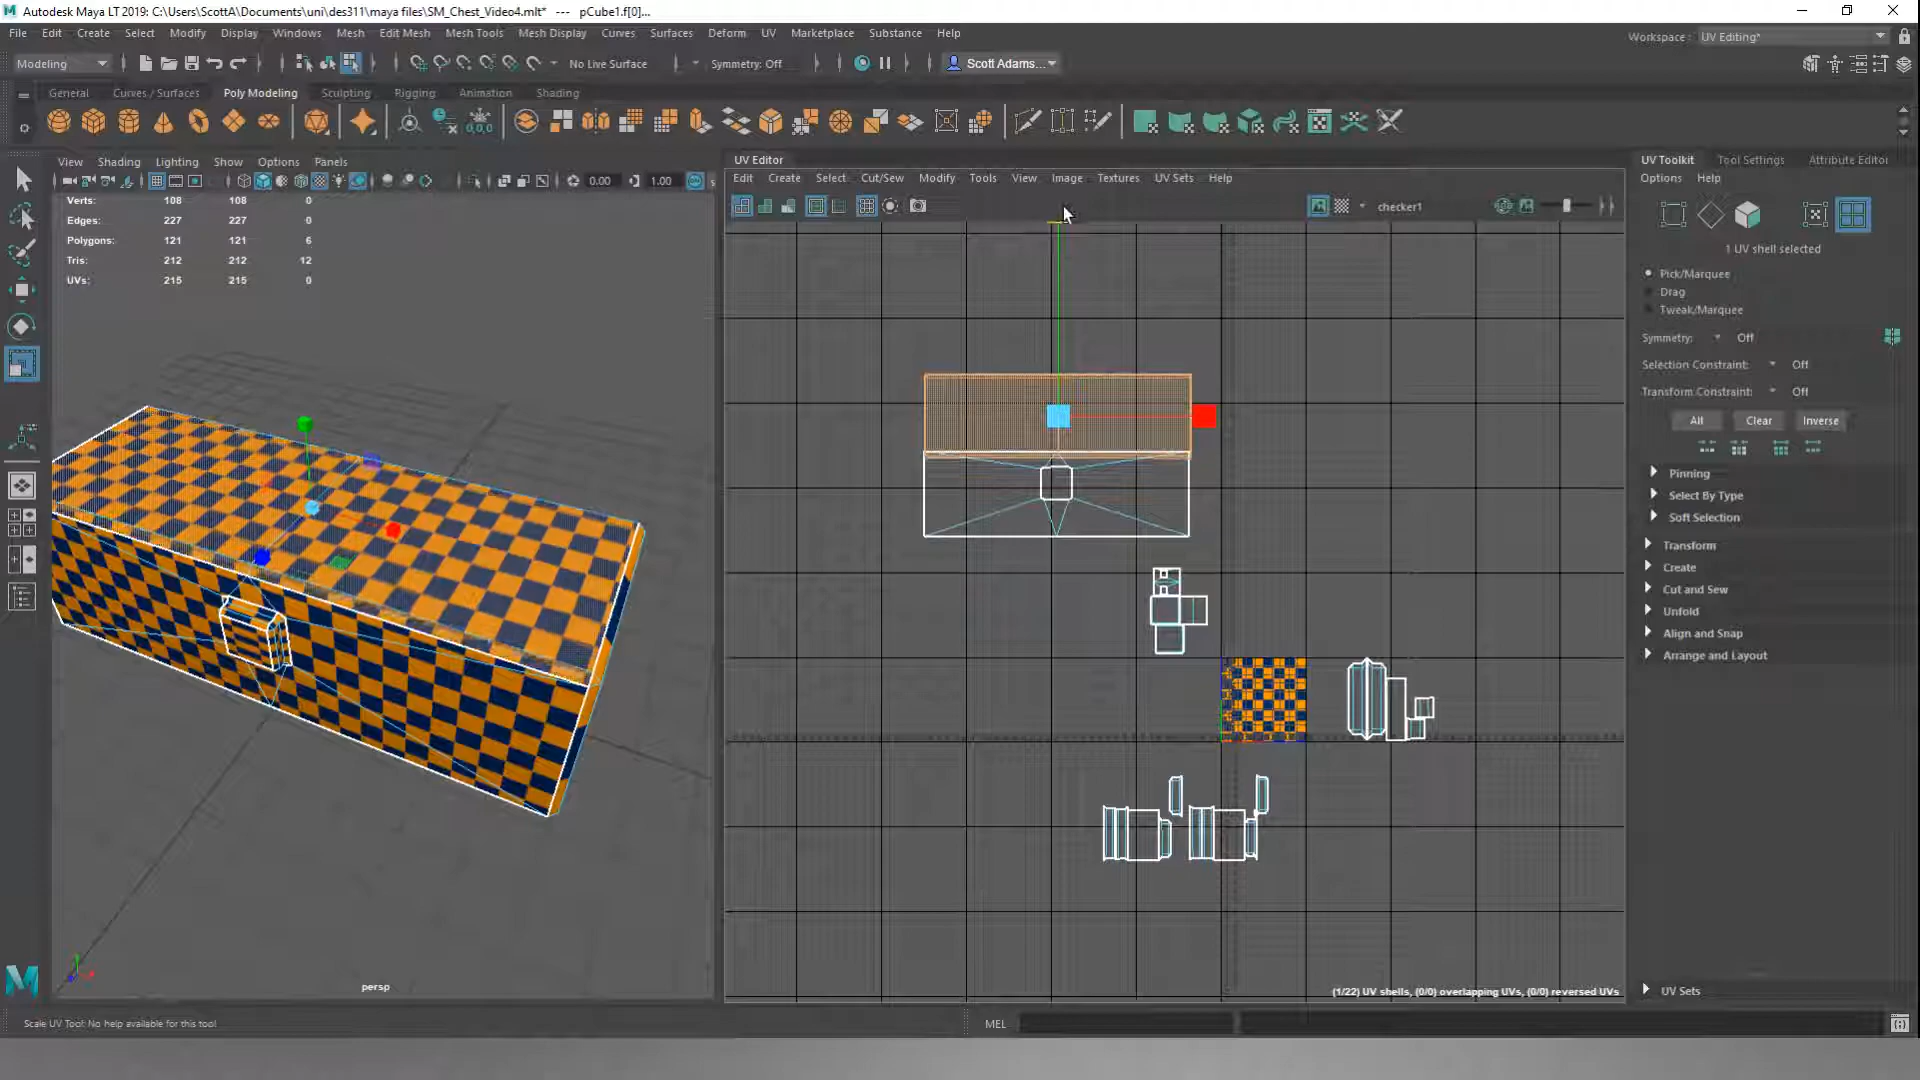 Autodesk Maya LT 2019: C:\Users\ScottA\Documents\uni\des311\maya files\SM_Chest_Video4.mlt* --- pCube1.f[0]...
File Edit Create Select Modify Display Windows Mesh Edit Mesh Mesh Tools Mesh Display Curves Surfaces Deform UV Marketplace Substance Help
Workspace : UV Editing*
Modeling No Live Surface Symmetry: Off Scott Adams...
General Curves / Surfaces Poly Modeling Sculpting Rigging Animation Shading
0,0,0
View Shading Lighting Show Options Panels
0.00 1.00
Verts: 108 108 0
Edges: 227 227 0
Polygons: 121 121 6
Tris: 212 212 12
UVs: 215 215 0
persp
UV Editor
Edit Create Select Cut/Sew Modify Tools View Image Textures UV Sets Help
checker1
(1/22) UV shells, (0/0) overlapping UVs, (0/0) reversed UVs
UV Toolkit Tool Settings Attribute Editor
Options Help
1 UV shell selected
Pick/Marquee
Drag
Tweak/Marquee
Symmetry: Off
Selection Constraint: Off
Transform Constraint: Off
All Clear Inverse
Pinning
Select By Type
Soft Selection
Transform
Create
Cut and Sew
Unfold
Align and Snap
Arrange and Layout
UV Sets
Scale UV Tool: No help available for this tool
MEL